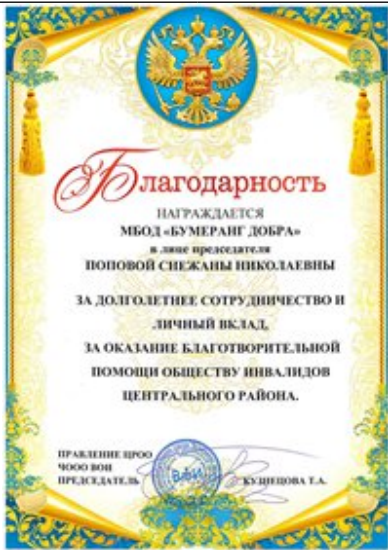 Благодарность
НАГРАЖДАЕТСЯ
МБОД «БУМЕРАНГ ДОБРА»
в лице председателя
ПОПОВОЙ СНЕЖАНЫ НИКОЛАЕВНЫ
ЗА ДОЛГОЛЕТНЕЕ СОТРУДНИЧЕСТВО И
ЛИЧНЫЙ ВКЛАД,
ЗА ОКАЗАНИЕ БЛАГОТВОРИТЕЛЬНОЙ
ПОМОЩИ ОБЩЕСТВУ ИНВАЛИДОВ
ЦЕНТРАЛЬНОГО РАЙОНА.
ПРАВЛЕНИЕ ЦРОО
ЧООО ВОИ
ПРЕДСЕДАТЕЛЬ
ВОИ
КУЗНЕЦОВА Т.А.